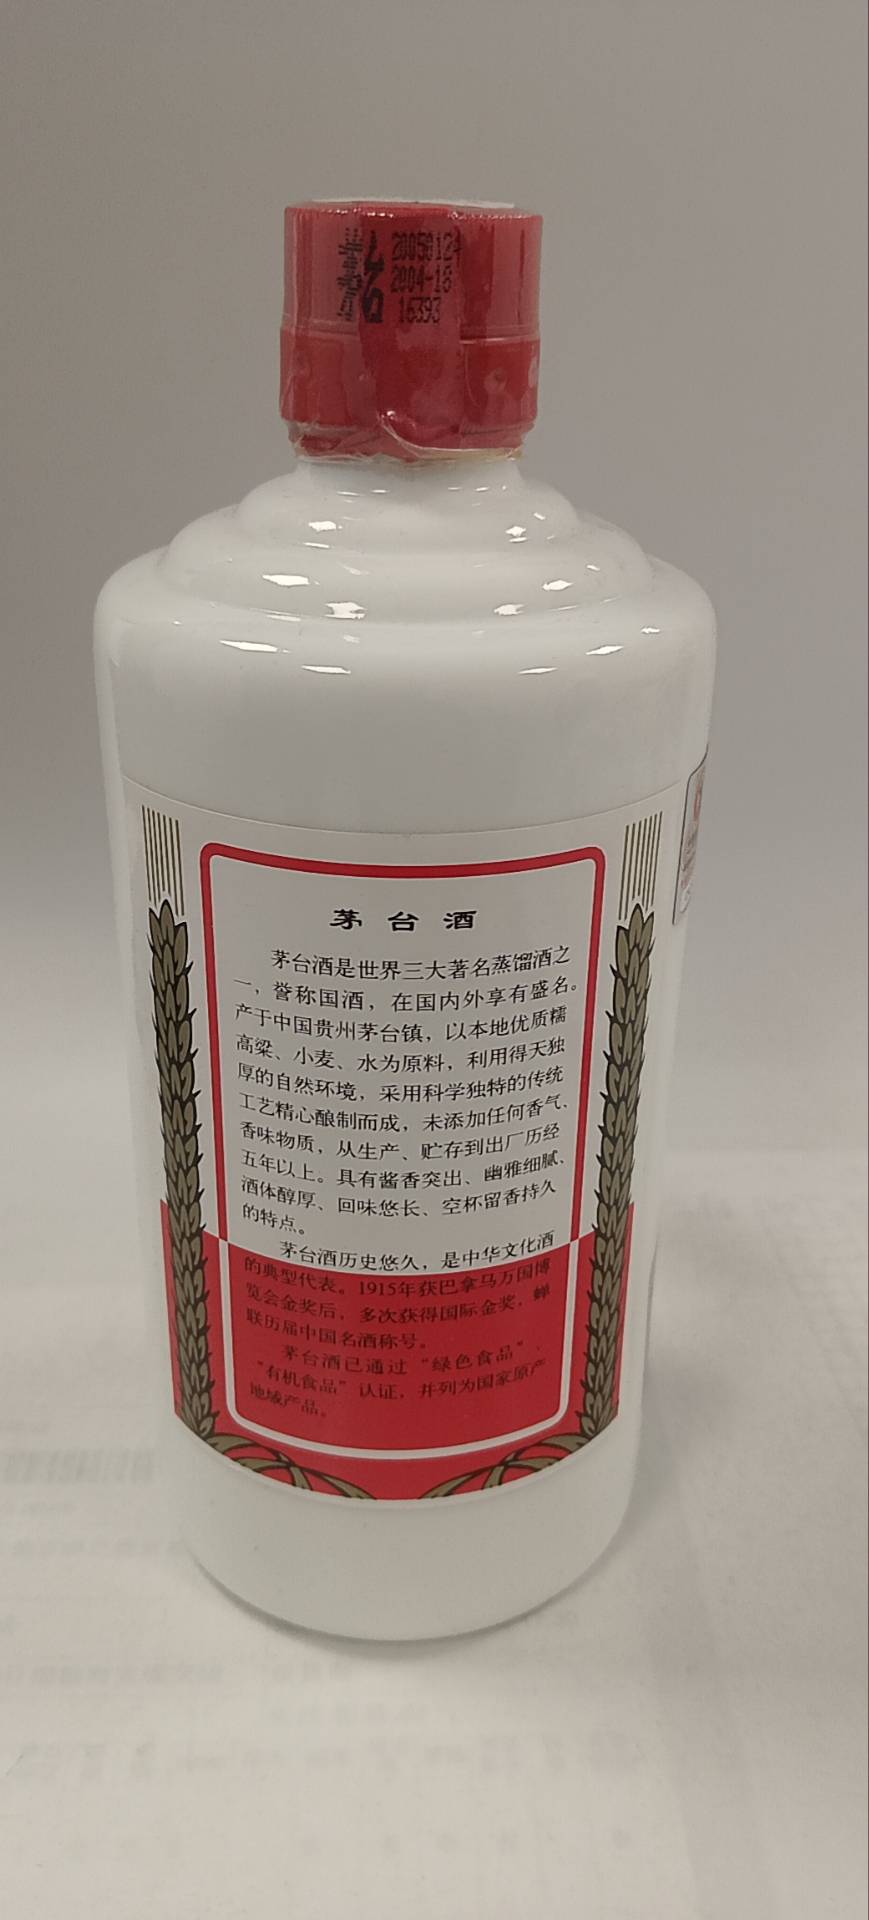 20050124
2004-18
16393
茅台酒
茅台酒是世界三大著名蒸馏酒之
一，誉称国酒，在国内外享有盛名。
产于中国贵州茅台镇，以本地优质糯
高粱、小麦、水为原料，利用得天独
厚的自然环境，采用科学独特的传统
工艺精心酿制而成，未添加任何香气、
香味物质，从生产、贮存到出厂历经
五年以上。具有酱香突出、幽雅细腻、
酒体醇厚、回味悠长、空杯留香持久
的特点。
茅台酒历史悠久，是中华文化酒
的典型代表。1915年获巴拿马万国博
览会金奖后，多次获得国际金奖，蝉
联历届中国名酒称号。
茅台酒已通过“绿色食品”、
“有机食品”认证，并列为国家原产
地域产品。